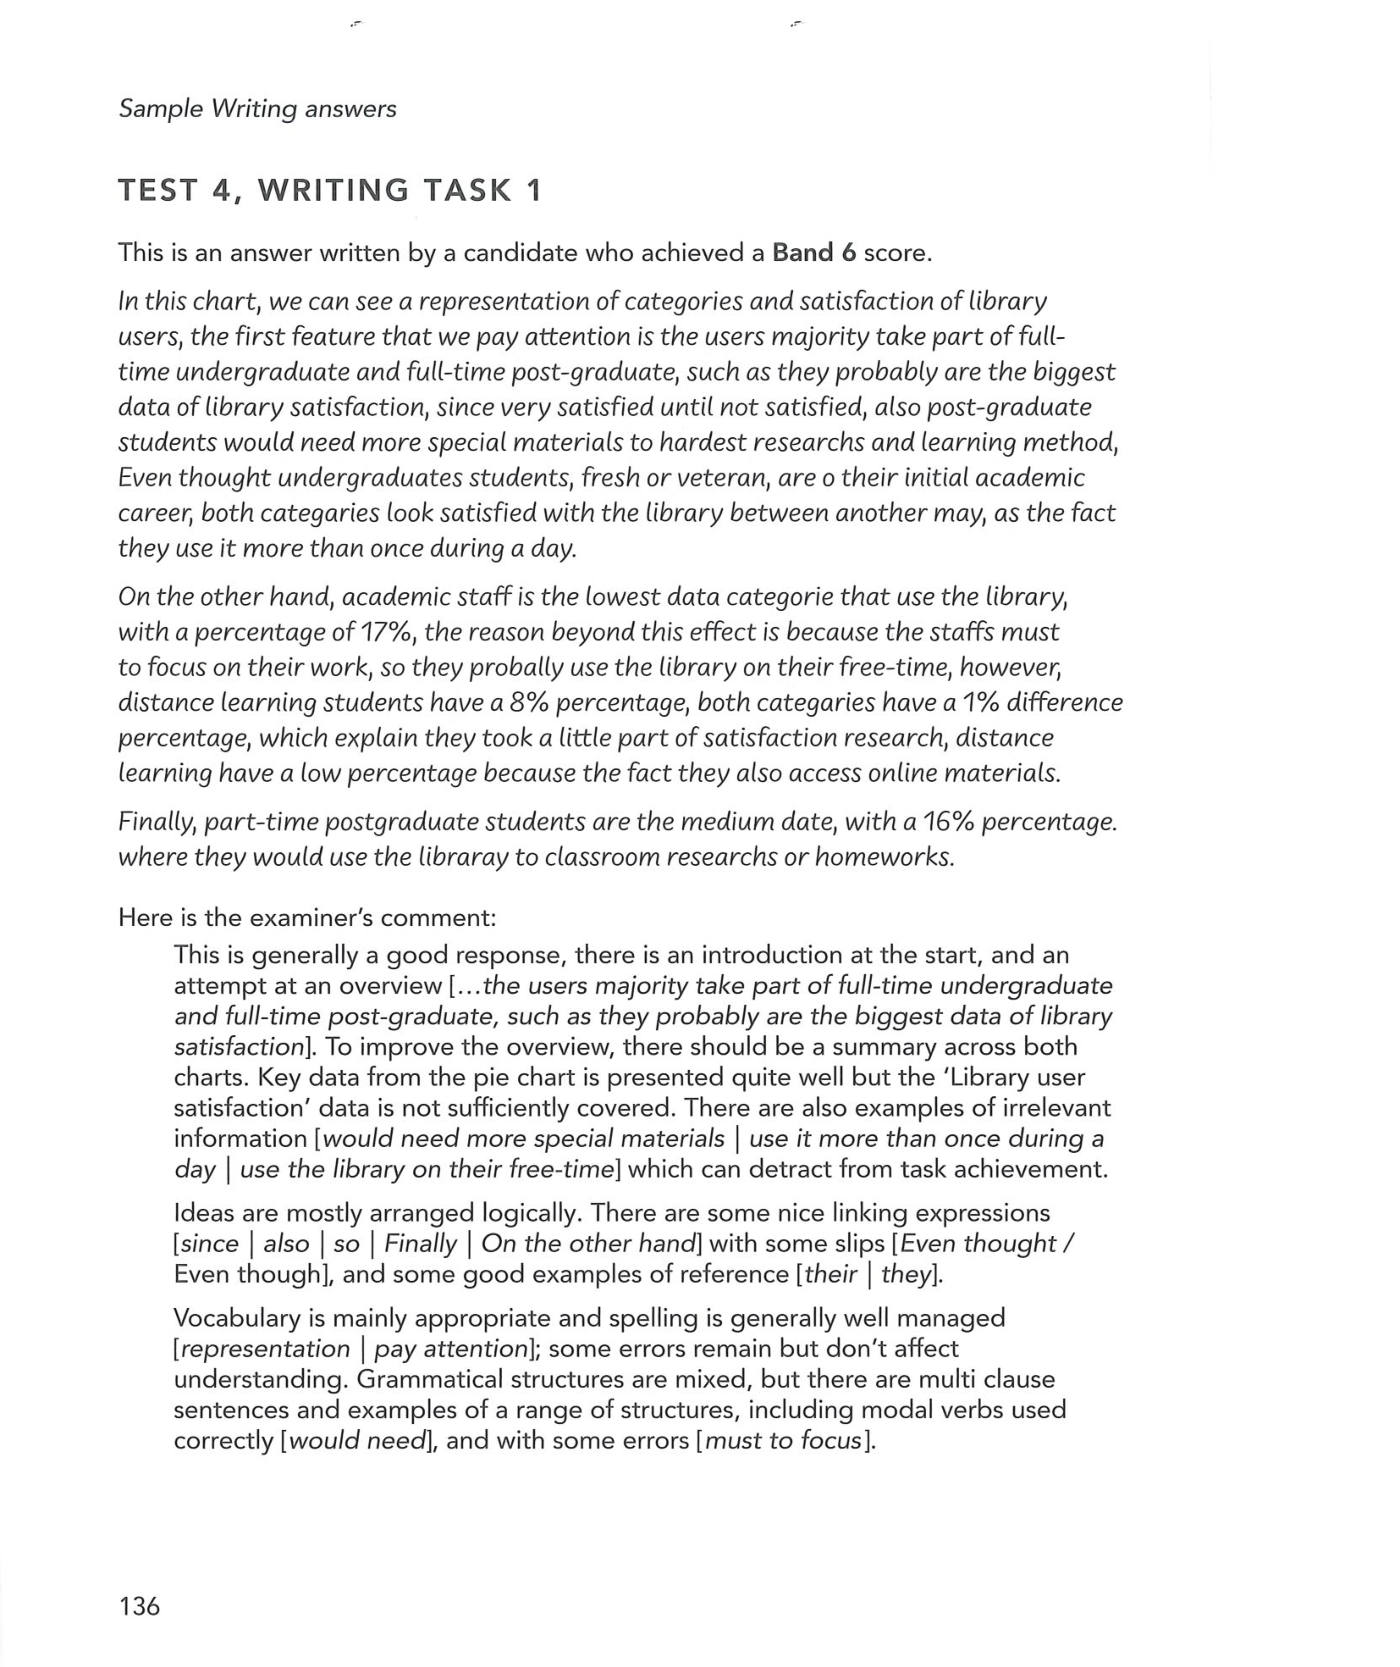 Sample Writing answers
TEST 4, WRITING TASK 1
This is an answer written by a candidate who achieved a Band 6 score.
In this chart, we can see a representation of categories and satisfaction of library
users, the first feature that we pay attention is the users majority take part of full-
time undergraduate and full-time post-graduate, such as they probably are the biggest
data of library satisfaction, since very satisfied until not satisfied, also post-graduate
students would need more special materials to hardest researchs and learning method,
Even thought undergraduates students, fresh or veteran, are o their initial academic
career, both categaries look satisfied with the library between another may, as the fact
they use it more than once during a day.
On the other hand, academic staff is the lowest data categorie that use the library,
with a percentage of 17%, the reason beyond this effect is because the staffs must
to focus on their work, so they probally use the library on their free-time, however,
distance learning students have a 8% percentage, both categaries have a 1% difference
percentage, which explain they took a little part of satisfaction research, distance
learning have a low percentage because the fact they also access online materials.
Finally, part-time postgraduate students are the medium date, with a 16% percentage.
where they would use the libraray to classroom researchs or homeworks.
Here is the examiner's comment:
This is generally a good response, there is an introduction at the start, and an
attempt at an overview […the users majority take part of full-time undergraduate
and full-time post-graduate, such as they probably are the biggest data of library
satisfaction]. To improve the overview, there should be a summary across both
charts. Key data from the pie chart is presented quite well but the 'Library user
satisfaction' data is not sufficiently covered. There are also examples of irrelevant
information [would need more special materials | use it more than once during a
day | use the library on their free-time] which can detract from task achievement.
Ideas are mostly arranged logically. There are some nice linking expressions
[since | also | so | Finally | On the other hand] with some slips [Even thought /
Even though], and some good examples of reference [their | they].
Vocabulary is mainly appropriate and spelling is generally well managed
[representation | pay attention]; some errors remain but don't affect
understanding. Grammatical structures are mixed, but there are multi clause
sentences and examples of a range of structures, including modal verbs used
correctly [would need], and with some errors [must to focus].
136